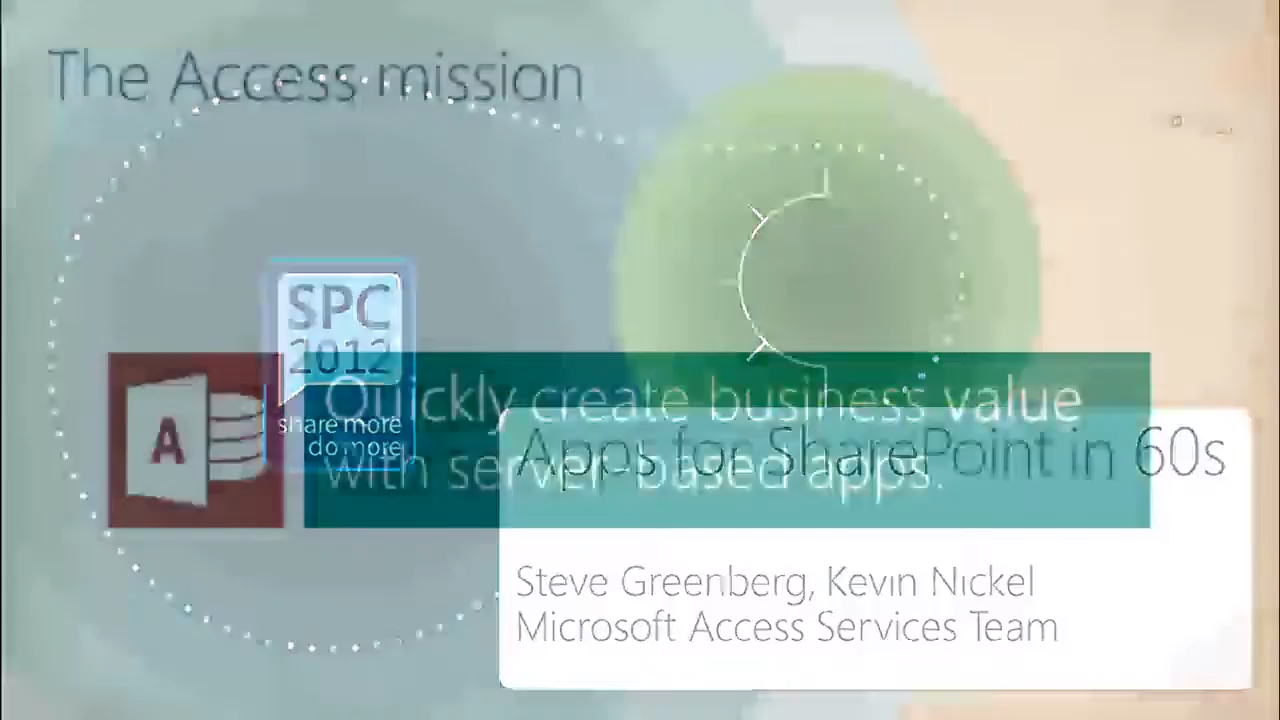 The Access mission
SPC
2012
share more
do more
A
Quickly create business value
with server-based apps.
Apps for SharePoint in 60s
Steve Greenberg, Kevin Nickel
Microsoft Access Services Team